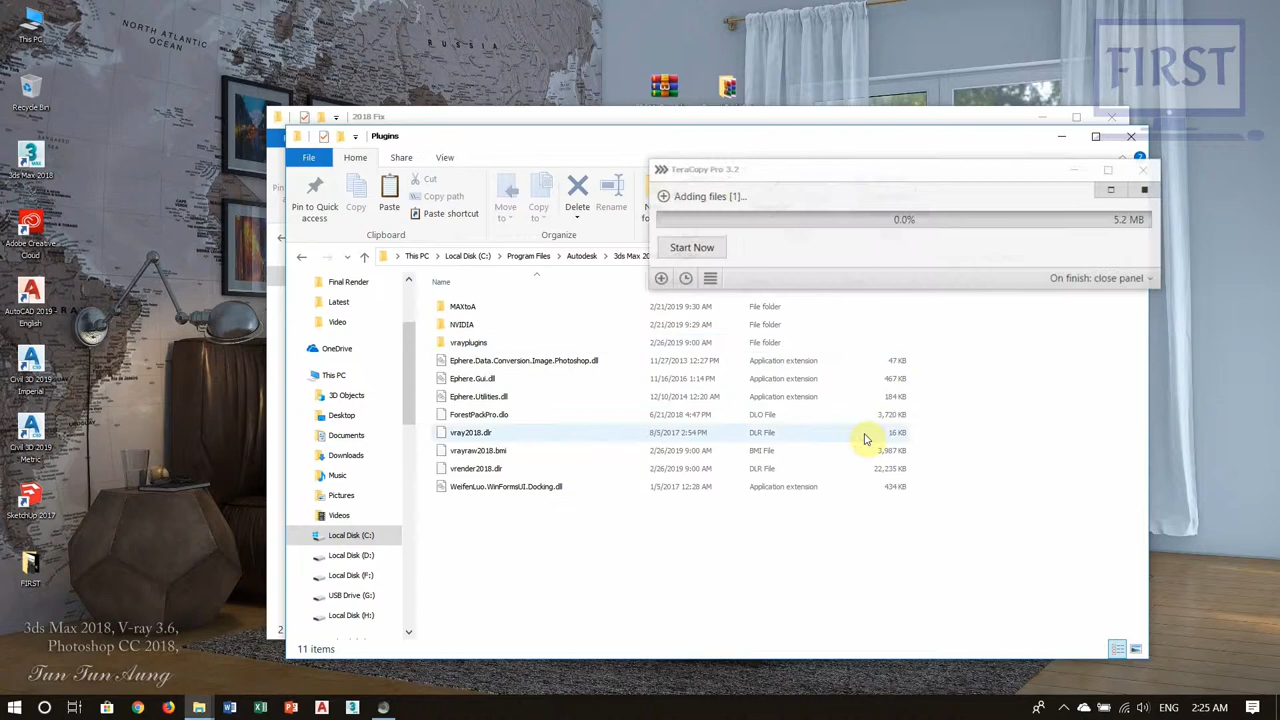 NORTH ATLANTIC
OCEAN
RUSSIA
FIRST
This PC
Recycle Bin
3ds Max 2018
Adobe Creative
Cloud
AutoCAD 2019 -
English
Civil 3D 2019
Imperial
Civil 3D 2019
Metric
SketchUp 2017
FIRST
2018 Fix
Plugins
File
Home
Share
View
Pin to Quick
access
Copy
Paste
Cut
Copy path
Paste shortcut
Clipboard
Move
to
Copy
to
Delete
Rename
Organize
TeraCopy Pro 3.2
Adding files [1]...
0.0%
5.2 MB
Start Now
On finish: close panel
This PC
Local Disk (C:)
Program Files
Autodesk
3ds Max 20
Final Render
Latest
Video
OneDrive
This PC
3D Objects
Desktop
Documents
Downloads
Music
Pictures
Videos
Local Disk (C:)
Local Disk (D:)
Local Disk (F:)
USB Drive (G:)
Local Disk (H:)
Name
MAXtoA 2/21/2019 9:30 AM File folder
NVIDIA 2/21/2019 9:29 AM File folder
vrayplugins 2/26/2019 9:00 AM File folder
Ephere.Data.Conversion.Image.Photoshop.dll 11/27/2013 12:27 PM Application extension 47 KB
Ephere.Gui.dll 11/16/2016 1:14 PM Application extension 467 KB
Ephere.Utilities.dll 12/10/2014 12:20 AM Application extension 184 KB
ForestPackPro.dlo 6/21/2018 4:47 PM DLO File 3,720 KB
vray2018.dlr 8/5/2017 2:54 PM DLR File 16 KB
vrayraw2018.bmi 2/26/2019 9:00 AM BMI File 3,987 KB
vrender2018.dlr 2/26/2019 9:00 AM DLR File 22,235 KB
WeifenLuo.WinFormsUI.Docking.dll 1/5/2017 12:28 AM Application extension 434 KB
2
11 items
3ds Max 2018, V-ray 3.6,
Photoshop CC 2018,
Tun Tun Aung
2:25 AM